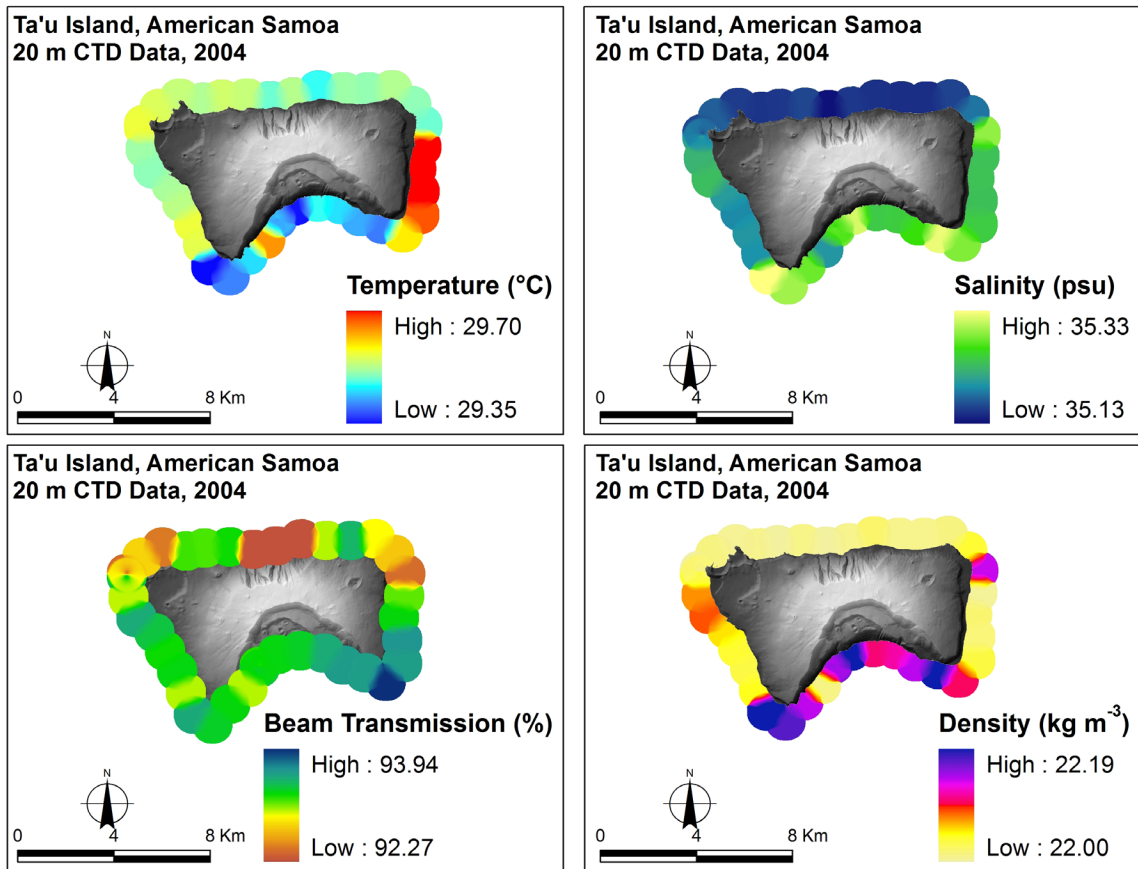 Ta'u Island, American Samoa
20 m CTD Data, 2004
Temperature (°C)
High : 29.70
Low : 29.35
N
0 4 8 Km
Ta'u Island, American Samoa
20 m CTD Data, 2004
Salinity (psu)
High : 35.33
Low : 35.13
N
0 4 8 Km
Ta'u Island, American Samoa
20 m CTD Data, 2004
Beam Transmission (%)
High : 93.94
Low : 92.27
N
0 4 8 Km
Ta'u Island, American Samoa
20 m CTD Data, 2004
Density (kg m⁻³)
High : 22.19
Low : 22.00
N
0 4 8 Km